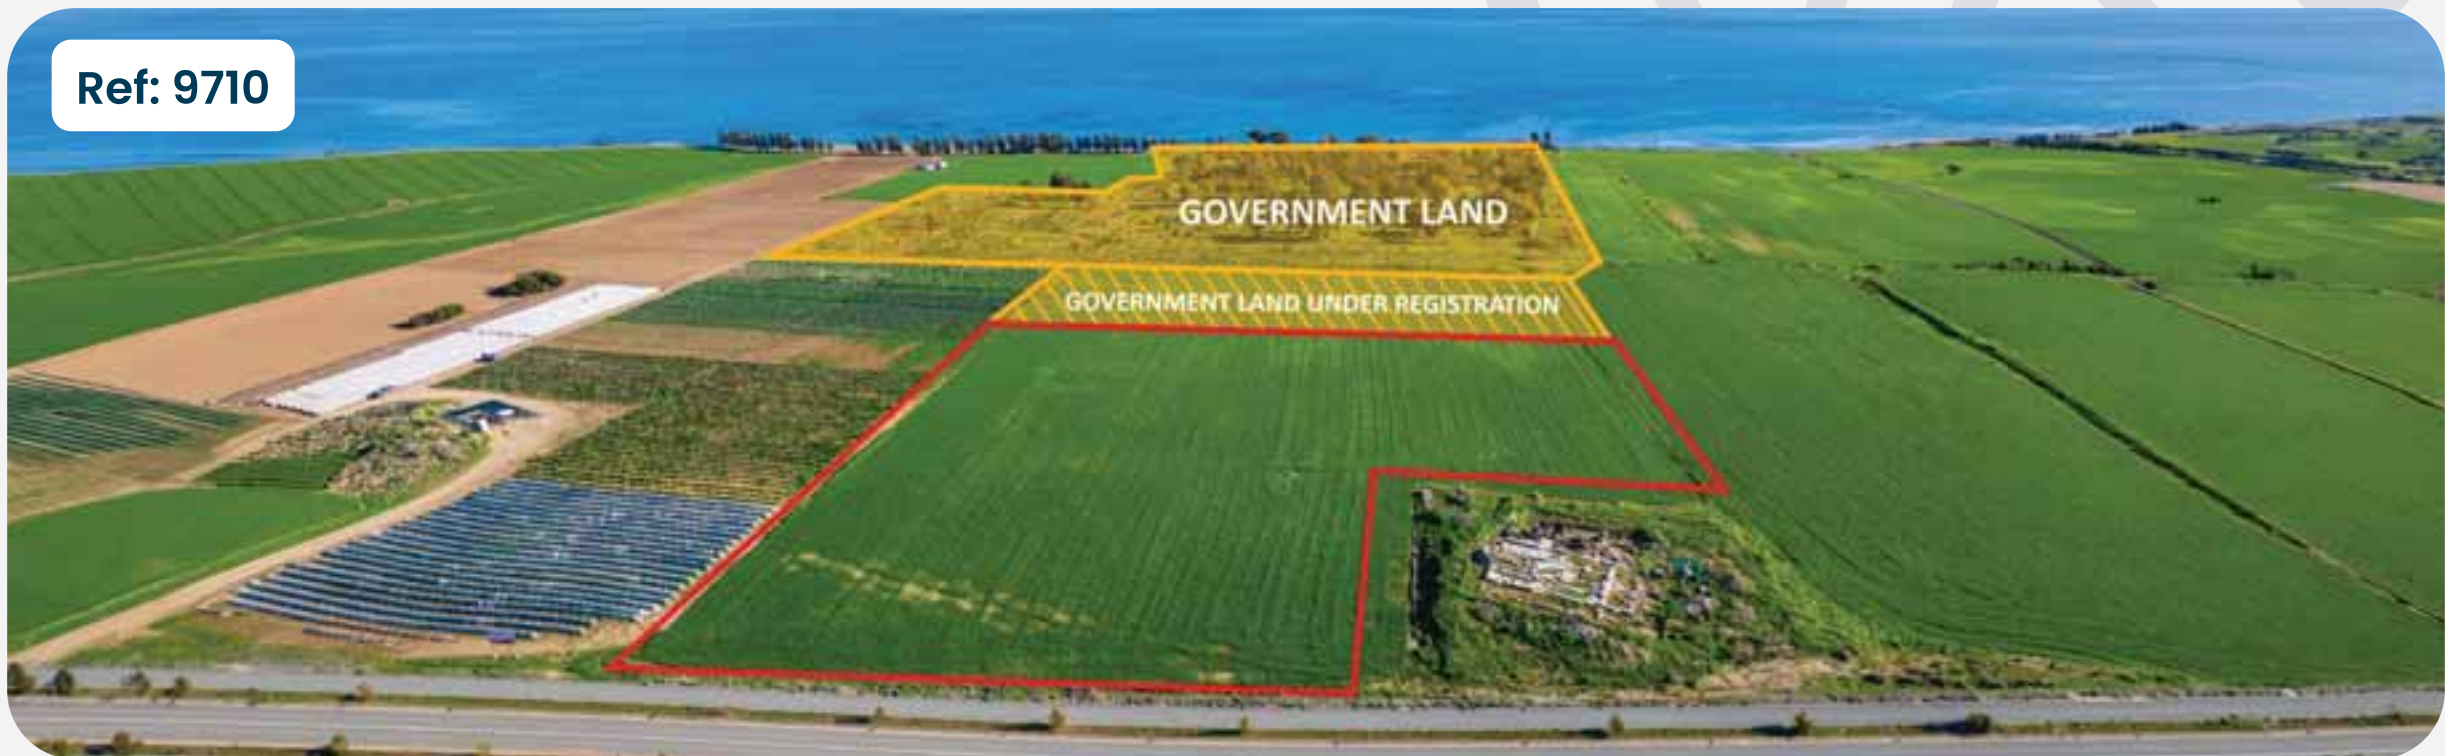 Ref: 9710
GOVERNMENT LAND
GOVERNMENT LAND UNDER REGISTRATION